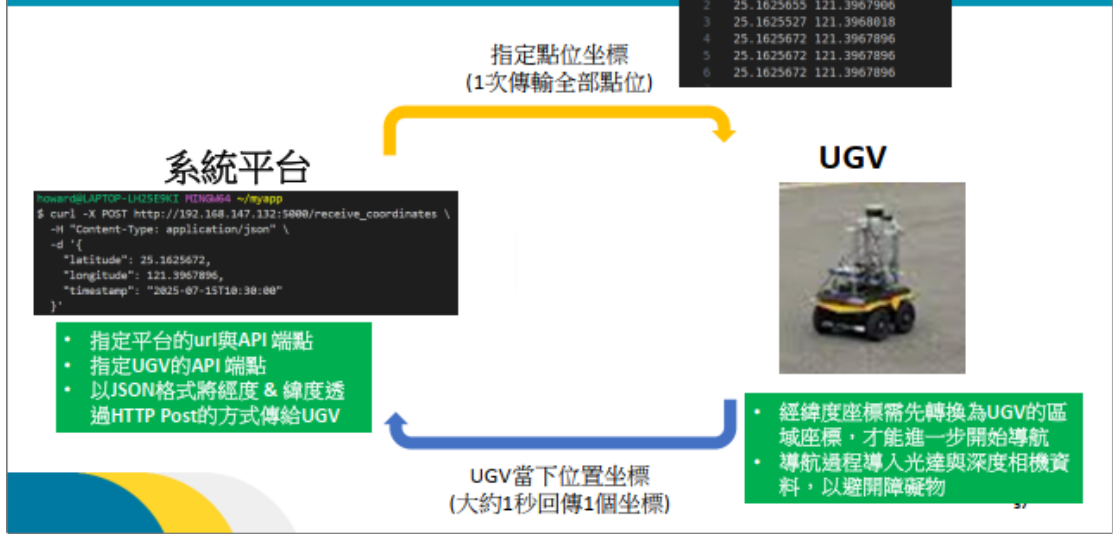 2 25.1625655 121.3967906
3 25.1625527 121.3968018
4 25.1625672 121.3967896
5 25.1625672 121.3967896
6 25.1625672 121.3967896
指定點位坐標
(1次傳輸全部點位)
系統平台
UGV
howard@LAPTOP-LH25E9KI MINGW64 ~/myapp
$ curl -X POST http://192.168.147.132:5000/receive_coordinates \
-H "Content-Type: application/json" \
-d '{
"latitude": 25.1625672,
"longitude": 121.3967896,
"timestamp": "2025-07-15T10:30:00"
}'
• 指定平台的url與API 端點
• 指定UGV的API 端點
• 以JSON格式將經度 & 緯度透
過HTTP Post的方式傳給UGV
• 經緯度座標需先轉換為UGV的區
域座標，才能進一步開始導航
• 導航過程導入光達與深度相機資
料，以避開障礙物
UGV當下位置坐標
(大約1秒回傳1個坐標)